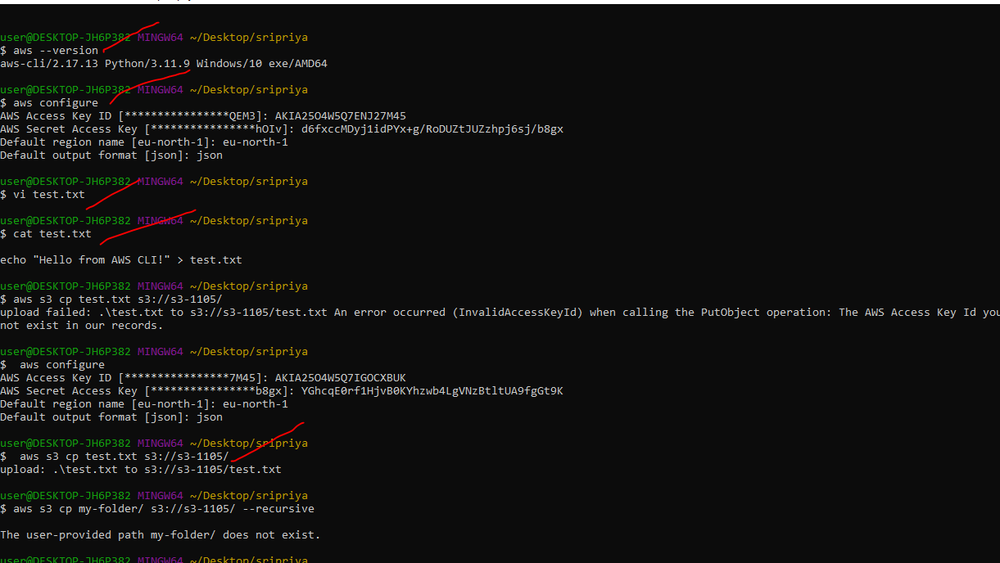 user@DESKTOP-JH6P382 MINGW64 ~/Desktop/sripriya
$ aws --version
aws-cli/2.17.13 Python/3.11.9 Windows/10 exe/AMD64
user@DESKTOP-JH6P382 MINGW64 ~/Desktop/sripriya
$ aws configure
AWS Access Key ID [****************QEM3]: [redacted credential]
AWS Secret Access Key [****************hOIv]: [redacted credential]
Default region name [eu-north-1]: eu-north-1
Default output format [json]: json
user@DESKTOP-JH6P382 MINGW64 ~/Desktop/sripriya
$ vi test.txt
user@DESKTOP-JH6P382 MINGW64 ~/Desktop/sripriya
$ cat test.txt
echo "Hello from AWS CLI!" > test.txt
user@DESKTOP-JH6P382 MINGW64 ~/Desktop/sripriya
$ aws s3 cp test.txt s3://s3-1105/
upload failed: .\test.txt to s3://s3-1105/test.txt An error occurred (InvalidAccessKeyId) when calling the PutObject operation: The AWS Access Key Id you
not exist in our records.
user@DESKTOP-JH6P382 MINGW64 ~/Desktop/sripriya
$  aws configure
AWS Access Key ID [****************7M45]: [redacted credential]
AWS Secret Access Key [****************b8gx]: [redacted credential]
Default region name [eu-north-1]: eu-north-1
Default output format [json]: json
user@DESKTOP-JH6P382 MINGW64 ~/Desktop/sripriya
$  aws s3 cp test.txt s3://s3-1105/
upload: .\test.txt to s3://s3-1105/test.txt
user@DESKTOP-JH6P382 MINGW64 ~/Desktop/sripriya
$ aws s3 cp my-folder/ s3://s3-1105/ --recursive
The user-provided path my-folder/ does not exist.
user@DESKTOP-JH6P382 MINGW64 ~/Desktop/sripriya